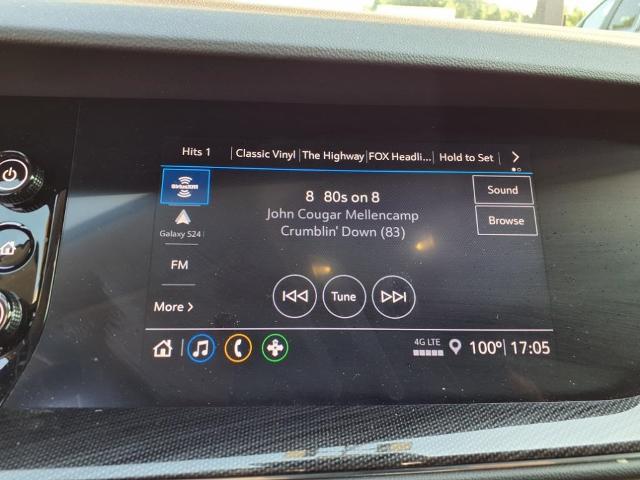 Hits 1 Classic Vinyl The Highway FOX Headli... Hold to Set
SiriusXM
Galaxy S24
FM
More >
8 80s on 8
John Cougar Mellencamp
Crumblin' Down (83)
Tune
Sound
Browse
4G LTE 100° 17:05